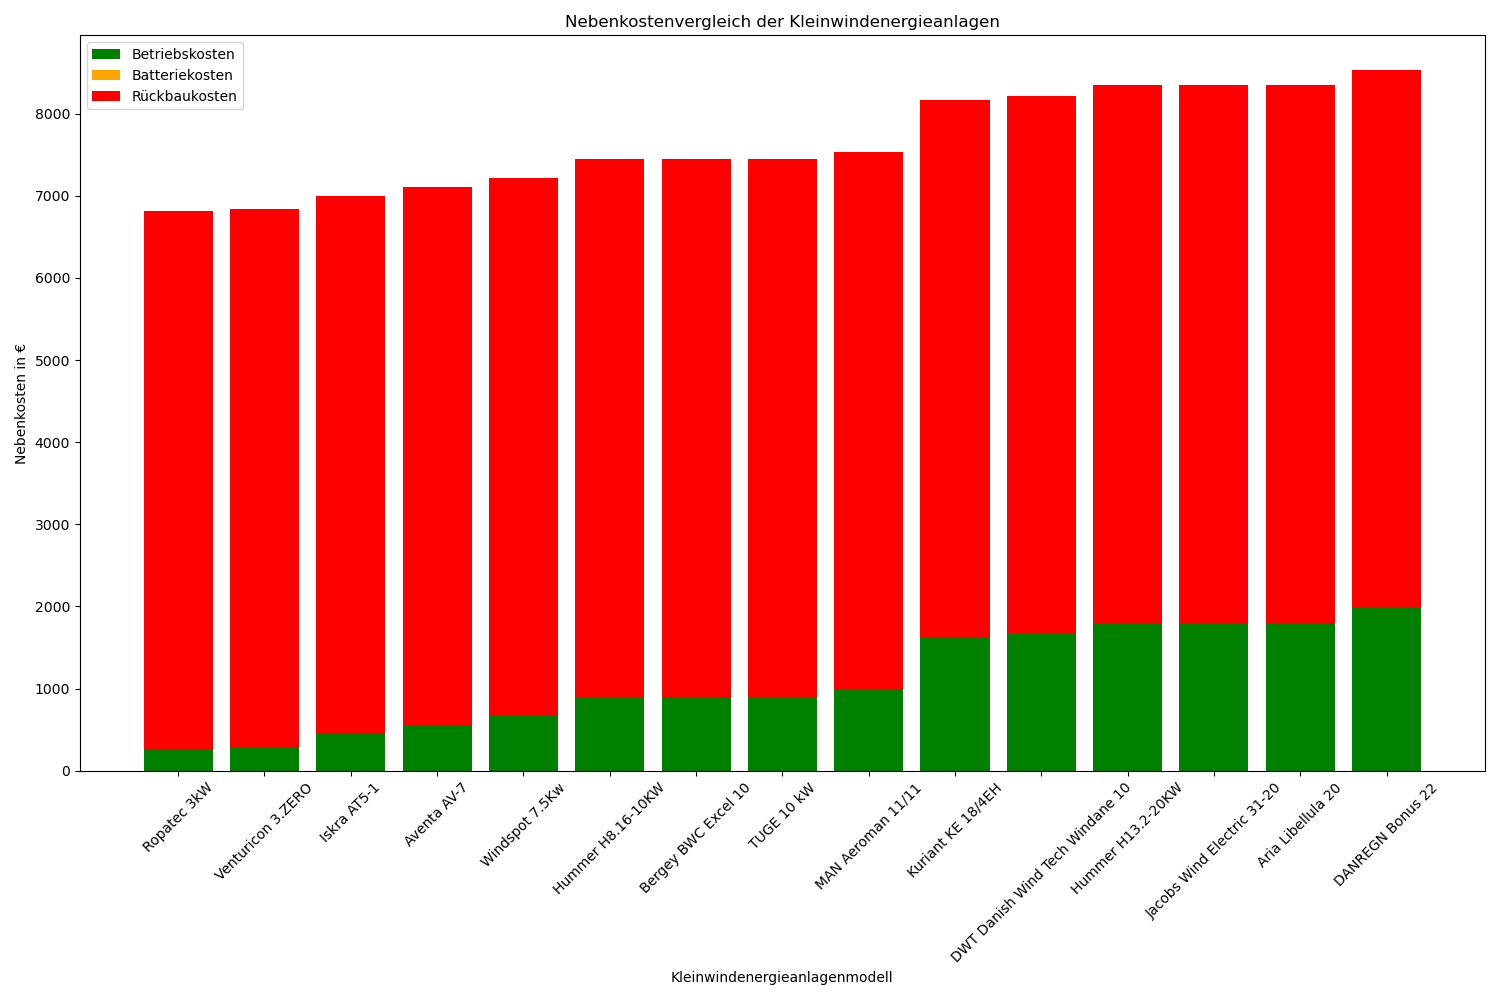 Nebenkostenvergleich der Kleinwindenergieanlagen
Betriebskosten
Batteriekosten
Rückbaukosten
Nebenkosten in €
8000
7000
6000
5000
4000
3000
2000
1000
0
Ropatec 3kW
Venturicon 3.ZERO
Iskra AT5-1
Aventa AV-7
Windspot 7.5Kw
Hummer H8.16-10KW
Bergey BWC Excel 10
TUGE 10 kW
MAN Aeroman 11/11
Kuriant KE 18/4EH
DWT Danish Wind Tech Windane 10
Hummer H13.2-20KW
Jacobs Wind Electric 31-20
Aria Libellula 20
DANREGN Bonus 22
Kleinwindenergieanlagenmodell